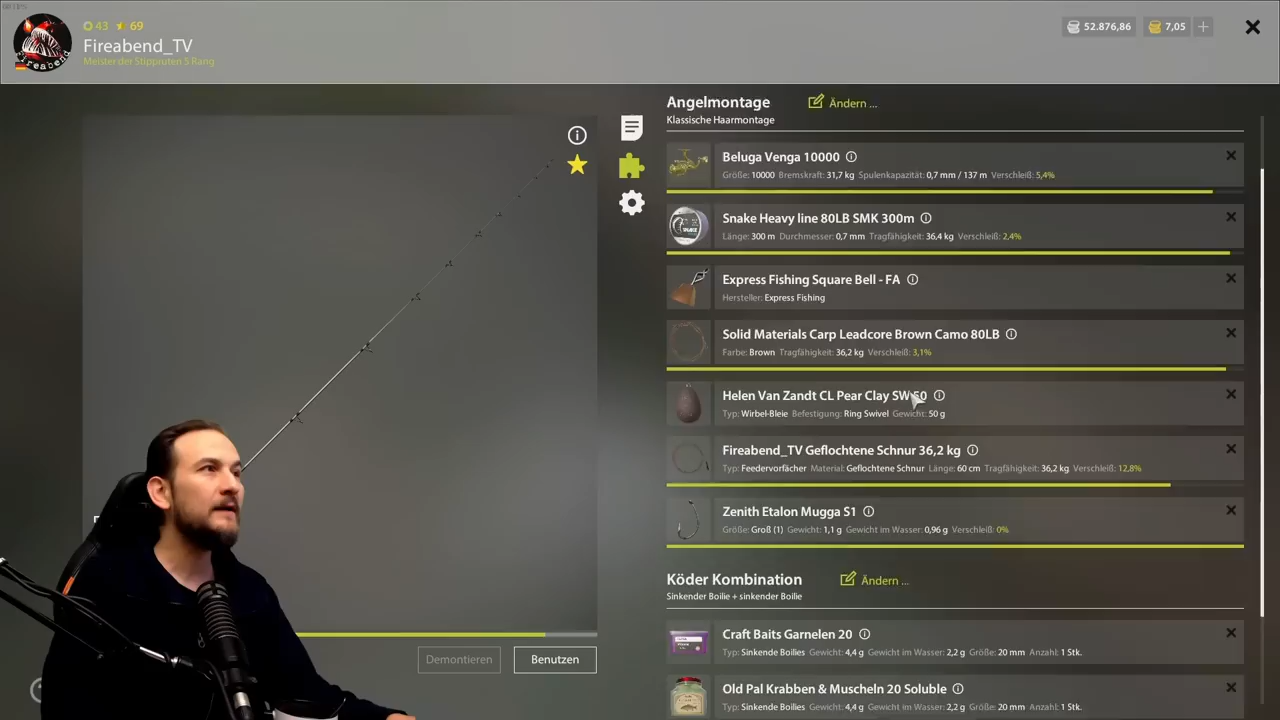 43 69
Fireabend_TV
Meister der Stippruten 5 Rang
52.876,86
7,05
Angelmontage
Ändern ...
Klassische Haarmontage
Beluga Venga 10000
Größe: 10000 Bremskraft: 31,7 kg Spulenkapazität: 0,7 mm / 137 m Verschleiß: 5,4%
Snake Heavy line 80LB SMK 300m
Länge: 300 m Durchmesser: 0,7 mm Tragfähigkeit: 36,4 kg Verschleiß: 2,4%
Express Fishing Square Bell - FA
Hersteller: Express Fishing
Solid Materials Carp Leadcore Brown Camo 80LB
Farbe: Brown Tragfähigkeit: 36,2 kg Verschleiß: 3,1%
Helen Van Zandt CL Pear Clay SW 50
Typ: Wirbel-Bleie Befestigung: Ring Swivel Gewicht: 50 g
Fireabend_TV Geflochtene Schnur 36,2 kg
Typ: Feedervorfächer Material: Geflochtene Schnur Länge: 60 cm Tragfähigkeit: 36,2 kg Verschleiß: 12,8%
Zenith Etalon Mugga S1
Größe: Groß (1) Gewicht: 1,1 g Gewicht im Wasser: 0,96 g Verschleiß: 0%
Köder Kombination
Ändern ...
Sinkender Boilie + sinkender Boilie
Craft Baits Garnelen 20
Typ: Sinkende Boilies Gewicht: 4,4 g Gewicht im Wasser: 2,2 g Größe: 20 mm Anzahl: 1 Stk.
Old Pal Krabben & Muscheln 20 Soluble
Typ: Sinkende Boilies Gewicht: 4,4 g Gewicht im Wasser: 2,2 g Größe: 20 mm Anzahl: 1 Stk.
Demontieren
Benutzen